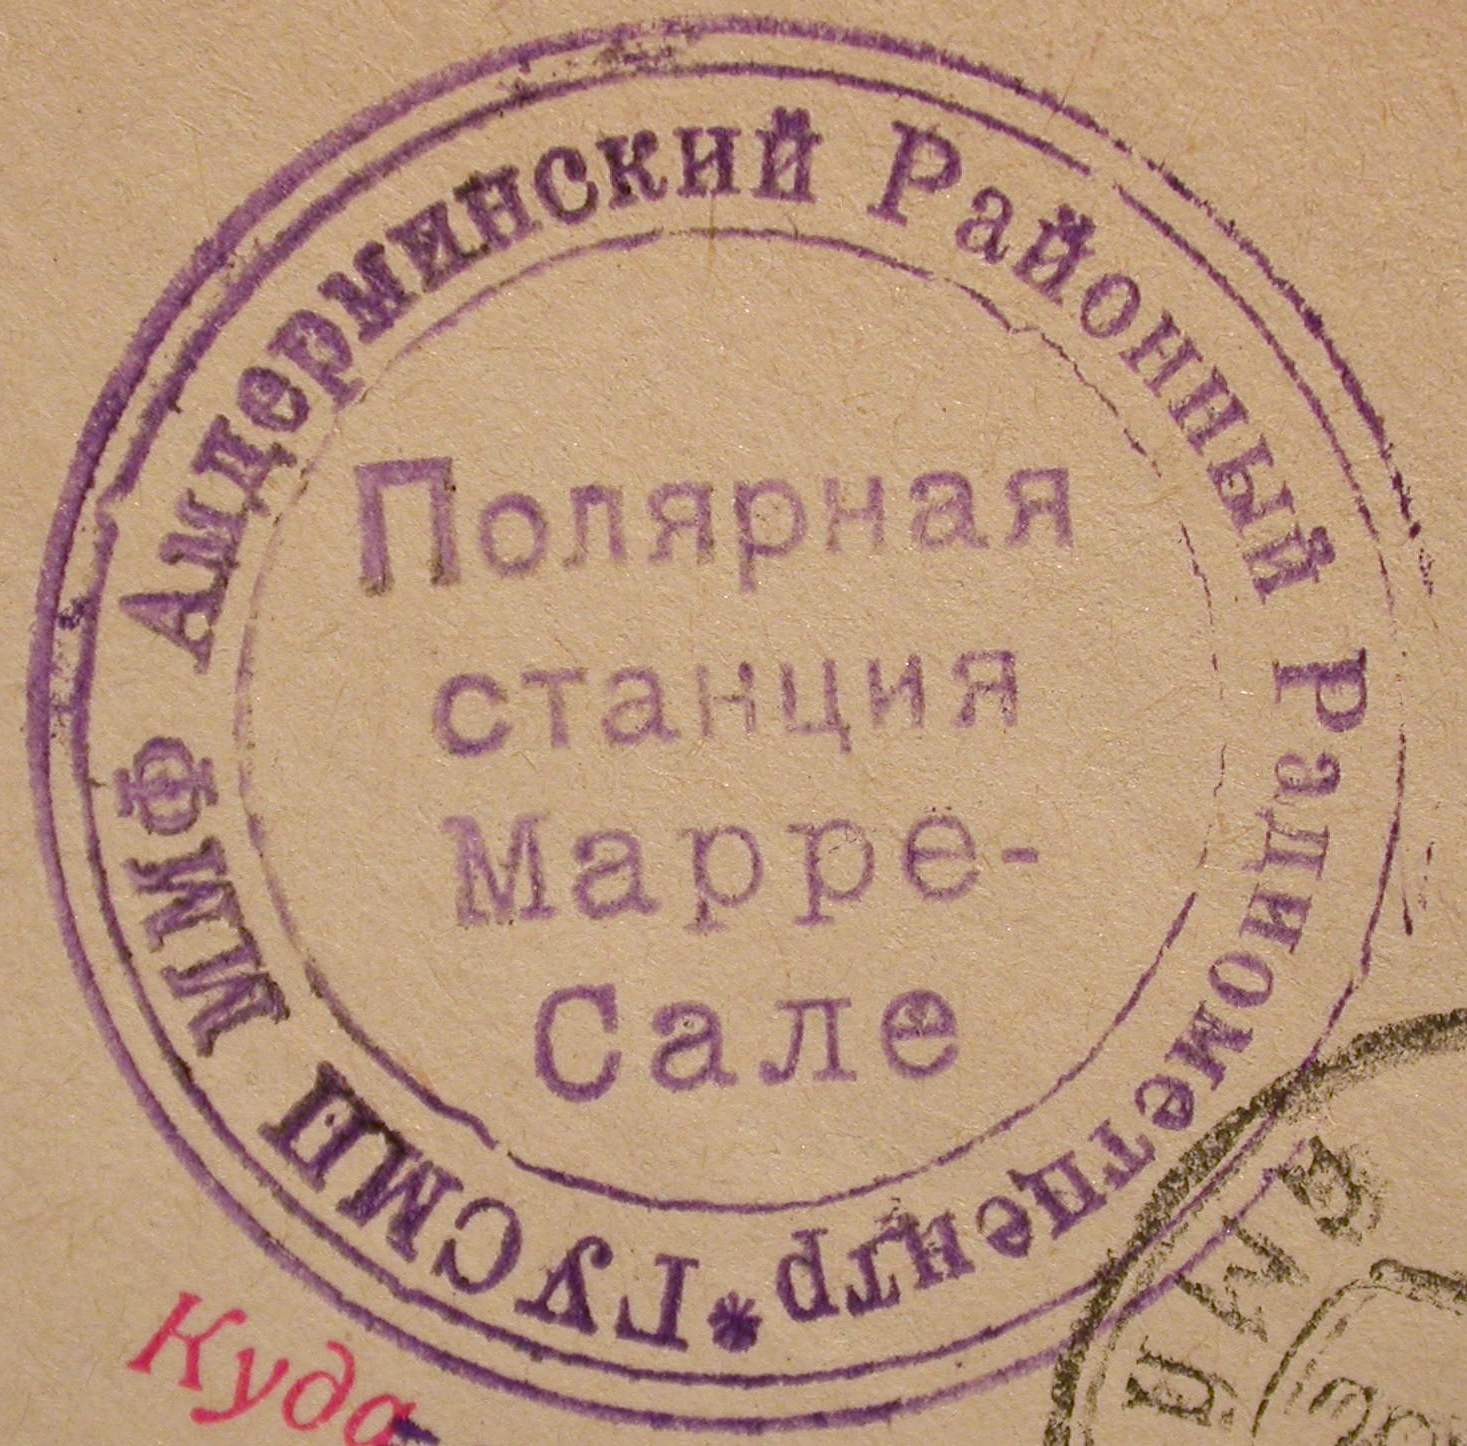 ГУСМП ММФ Амдерминский Районный Радиометцентр *
Полярная
станция
Марре-
Сале
Куда